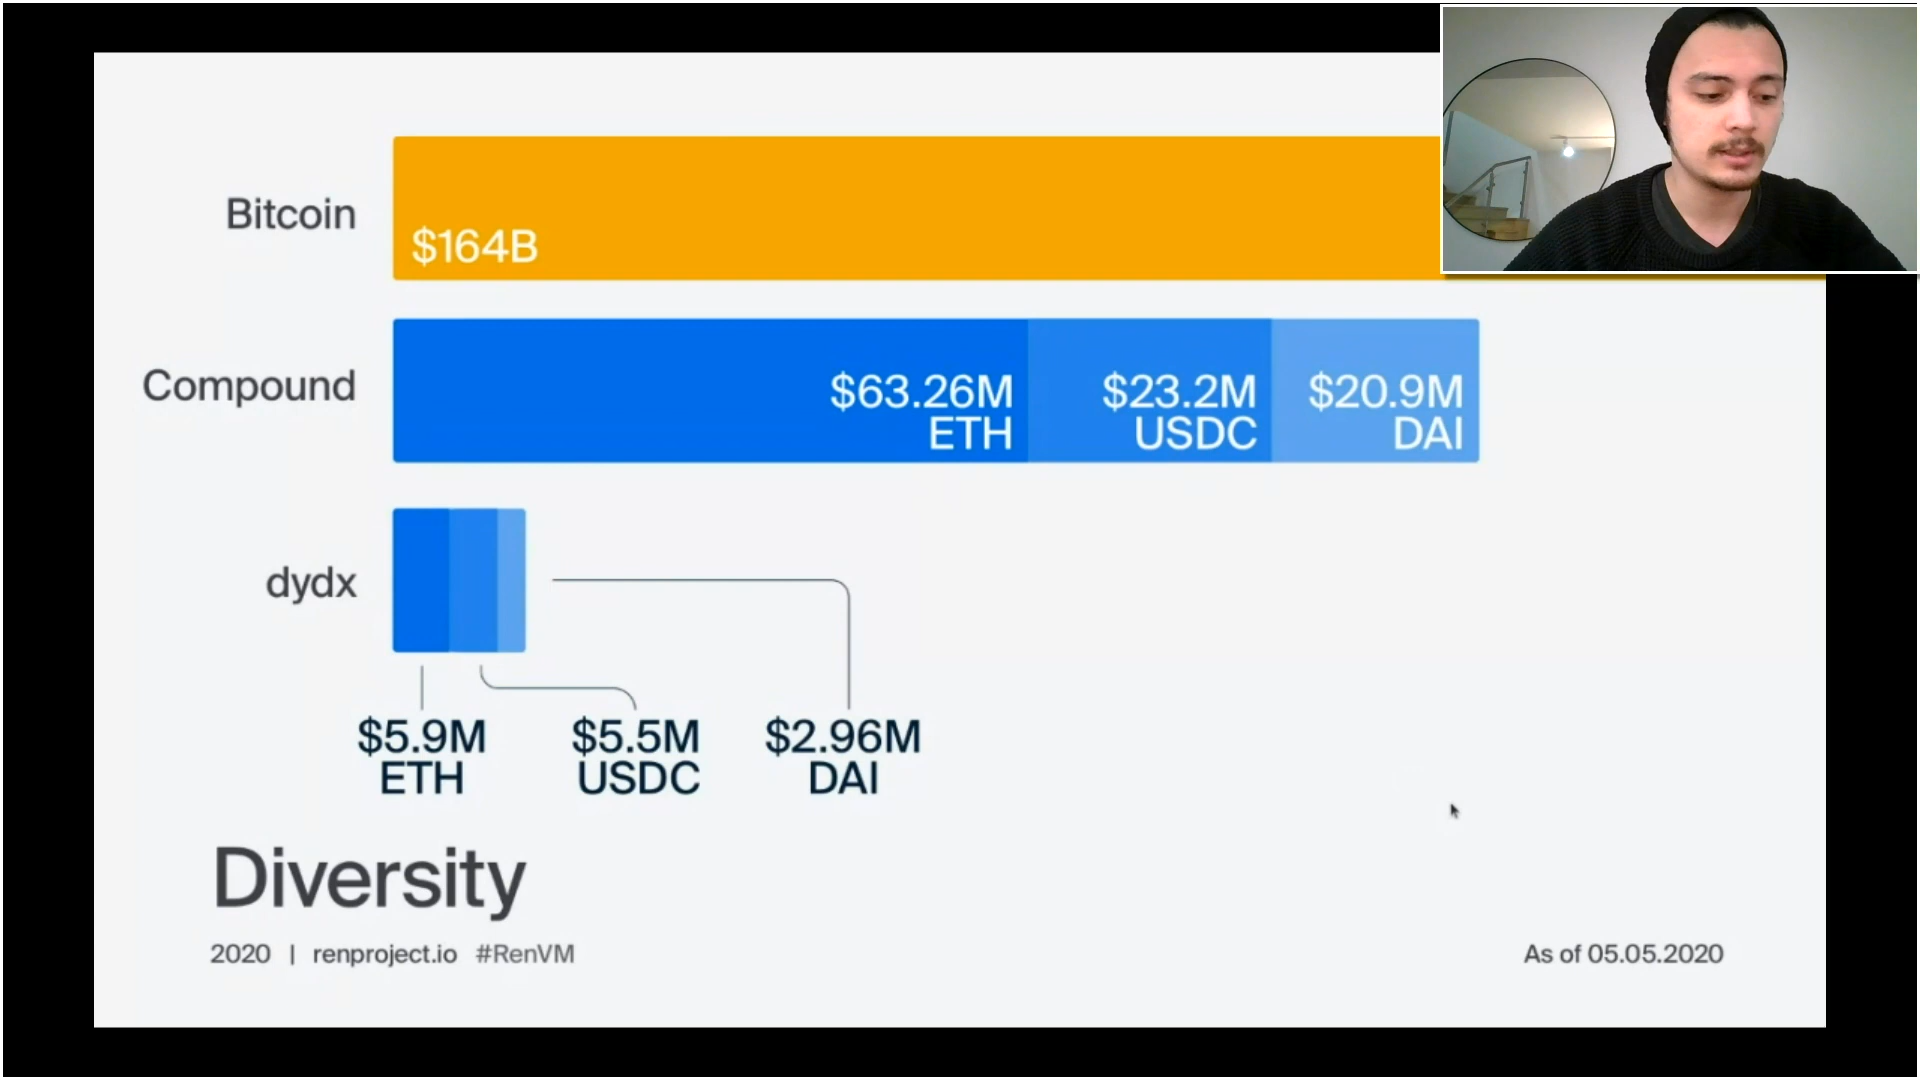 Bitcoin
$164B
Compound
$63.26M
ETH
$23.2M
USDC
$20.9M
DAI
dydx
$5.9M
ETH
$5.5M
USDC
$2.96M
DAI
Diversity
2020 | renproject.io #RenVM
As of 05.05.2020